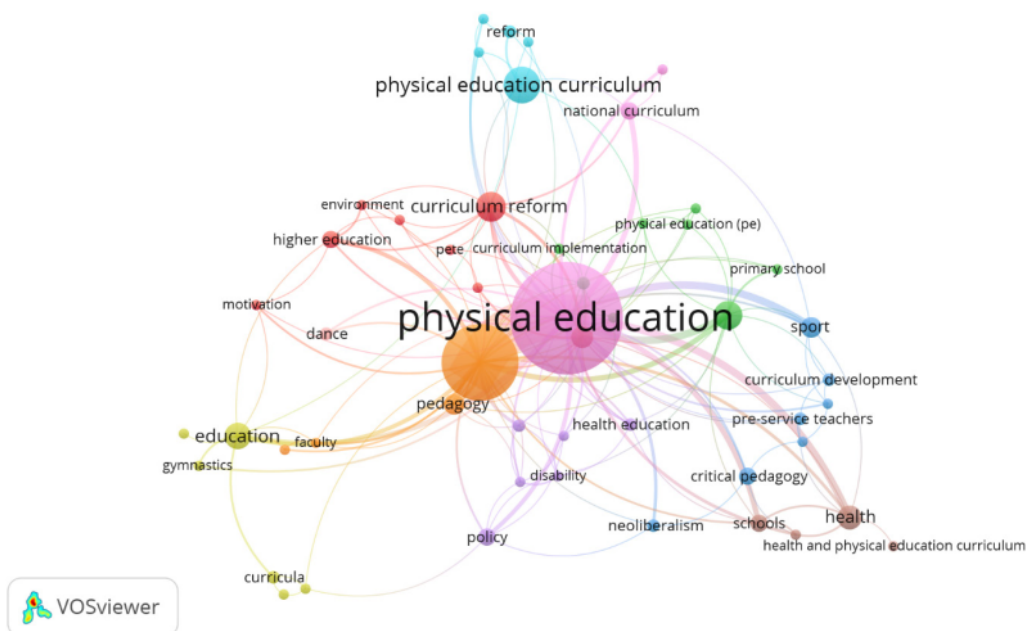 reform
physical education curriculum
national curriculum
environment
curriculum reform
higher education
physical education (pe)
pete
curriculum implementation
primary school
motivation
physical education
dance
sport
curriculum development
pedagogy
pre-service teachers
health education
education
faculty
gymnastics
disability
critical pedagogy
health
neoliberalism
schools
policy
health and physical education curriculum
curricula
VOSviewer